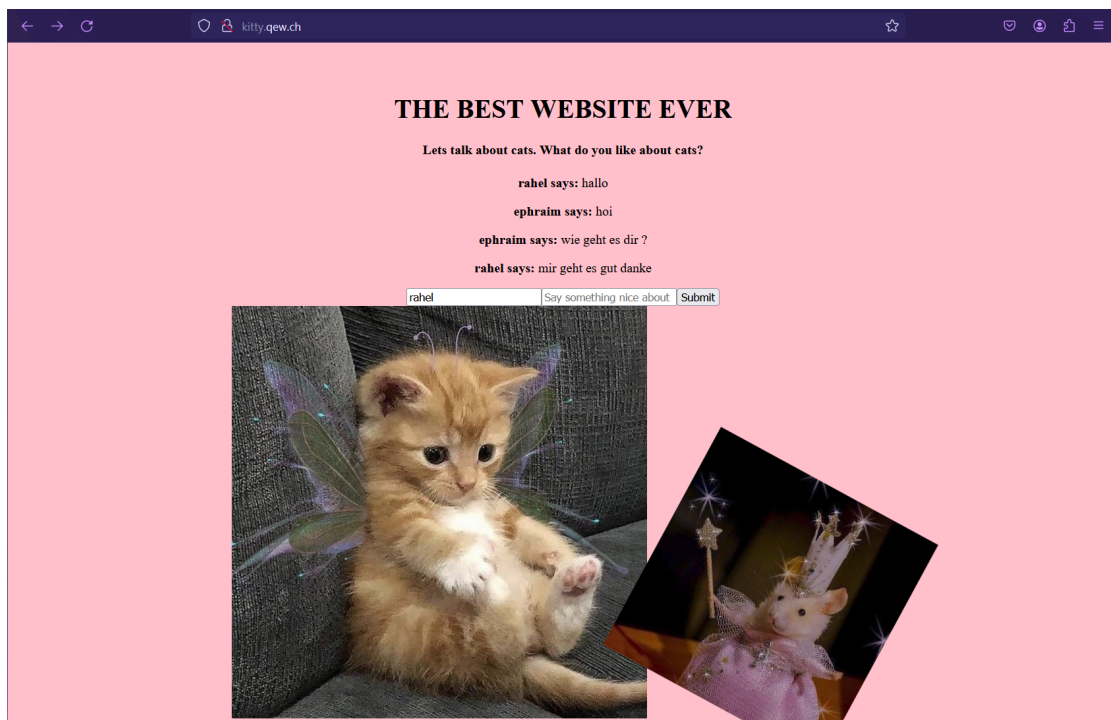 kitty.qew.ch
THE BEST WEBSITE EVER
Lets talk about cats. What do you like about cats?
rahel says: hallo
ephraim says: hoi
ephraim says: wie geht es dir ?
rahel says: mir geht es gut danke
rahel Say something nice about Submit